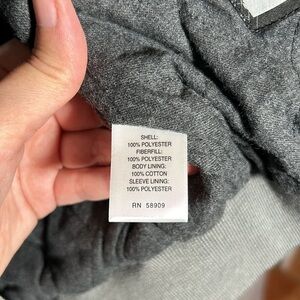 SHELL:
100% POLYESTER
FIBERFILL:
100% POLYESTER
BODY LINING:
100% COTTON
SLEEVE LINING:
100% POLYESTER
RN 58909